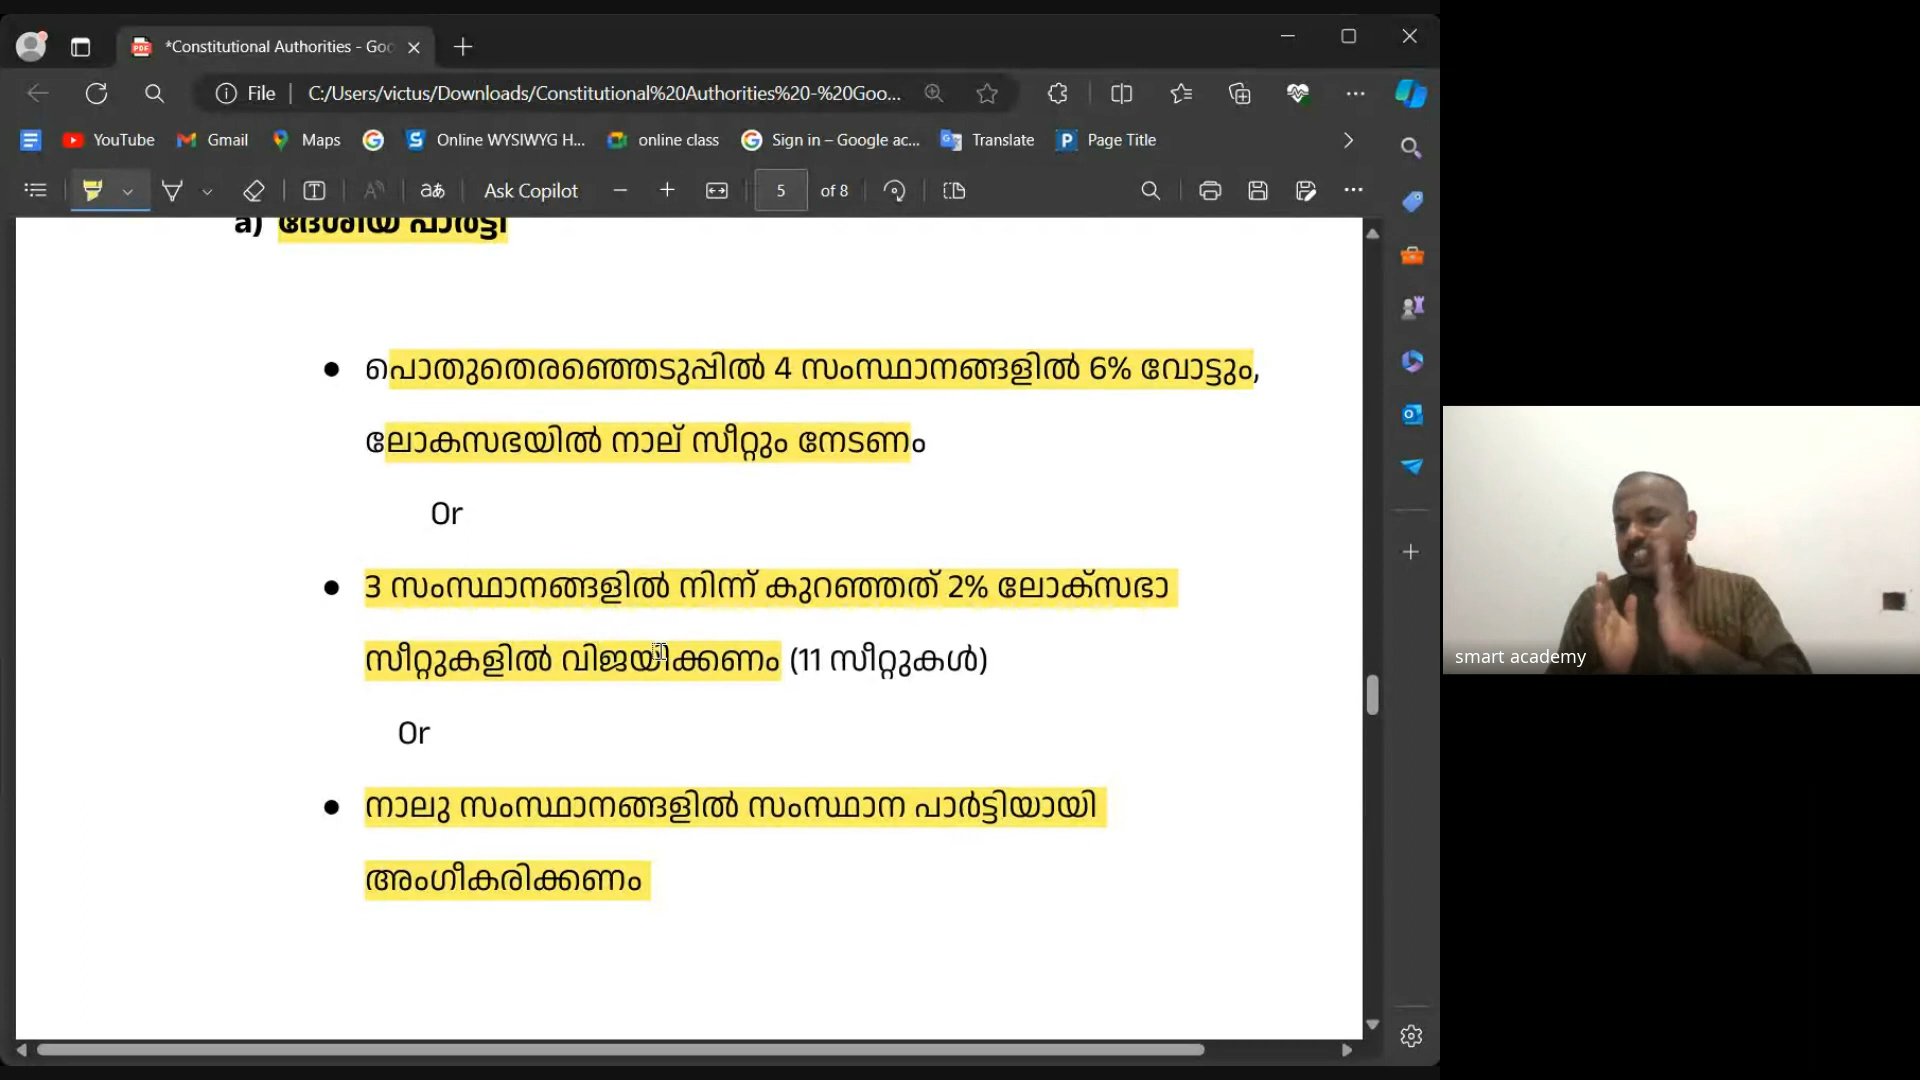 *Constitutional Authorities - Goo
File
C:/Users/victus/Downloads/Constitutional%20Authorities%20-%20Goo...
YouTube
Gmail
Maps
Online WYSIWYG H...
online class
Sign in – Google ac...
Translate
Page Title
aあ
Ask Copilot
5
of 8
a) ദേശീയ പാർട്ടി
● പൊതുതെരഞ്ഞെടുപ്പിൽ 4 സംസ്ഥാനങ്ങളിൽ 6% വോട്ടും,
ലോകസഭയിൽ നാല് സീറ്റും നേടണം
Or
● 3 സംസ്ഥാനങ്ങളിൽ നിന്ന് കുറഞ്ഞത് 2% ലോക്സഭാ
സീറ്റുകളിൽ വിജയിക്കണം (11 സീറ്റുകൾ)
Or
● നാലു സംസ്ഥാനങ്ങളിൽ സംസ്ഥാന പാർട്ടിയായി
അംഗീകരിക്കണം
smart academy